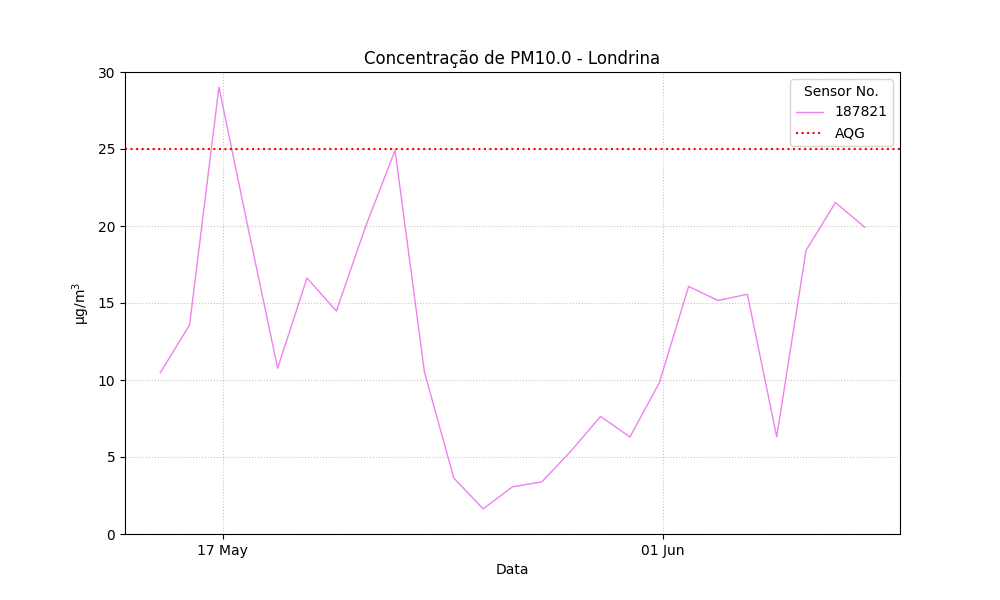 Concentração de PM10.0 - Londrina
Sensor No.
187821
AQG
30
25
20
15
10
5
0
µg/m³
17 May
01 Jun
Data